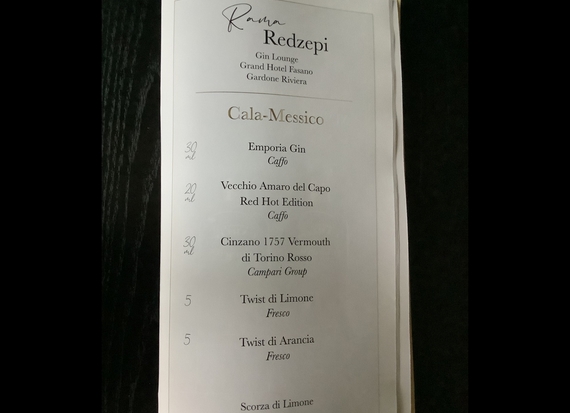 Rama
Redzepi
Gin Lounge
Grand Hotel Fasano
Gardone Riviera
Cala-Messico
30 ml
Emporia Gin
Caffo
20 ml
Vecchio Amaro del Capo
Red Hot Edition
Caffo
30 ml
Cinzano 1757 Vermouth
di Torino Rosso
Campari Group
5
Twist di Limone
Fresco
5
Twist di Arancia
Fresco
Scorza di Limone